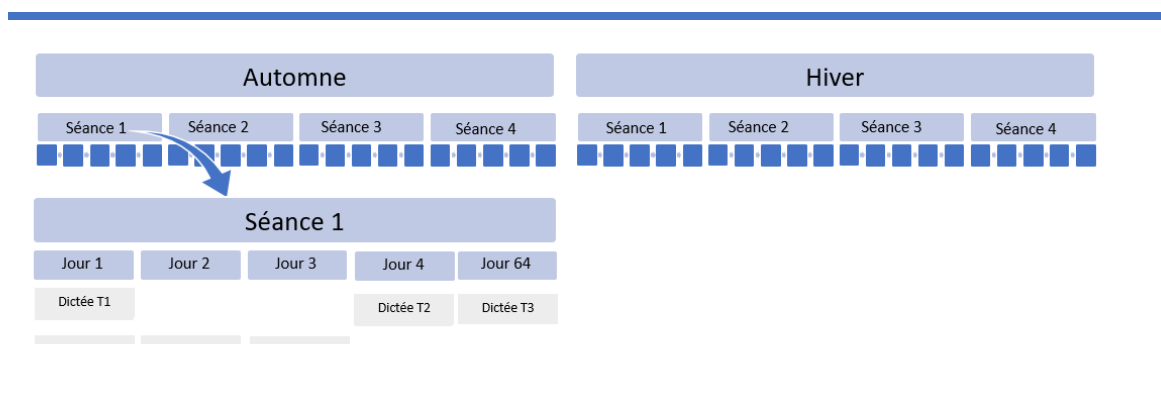 Automne
Hiver
Séance 1
Séance 2
Séance 3
Séance 4
Séance 1
Séance 2
Séance 3
Séance 4
Séance 1
Jour 1
Jour 2
Jour 3
Jour 4
Jour 64
Dictée T1
Dictée T2
Dictée T3